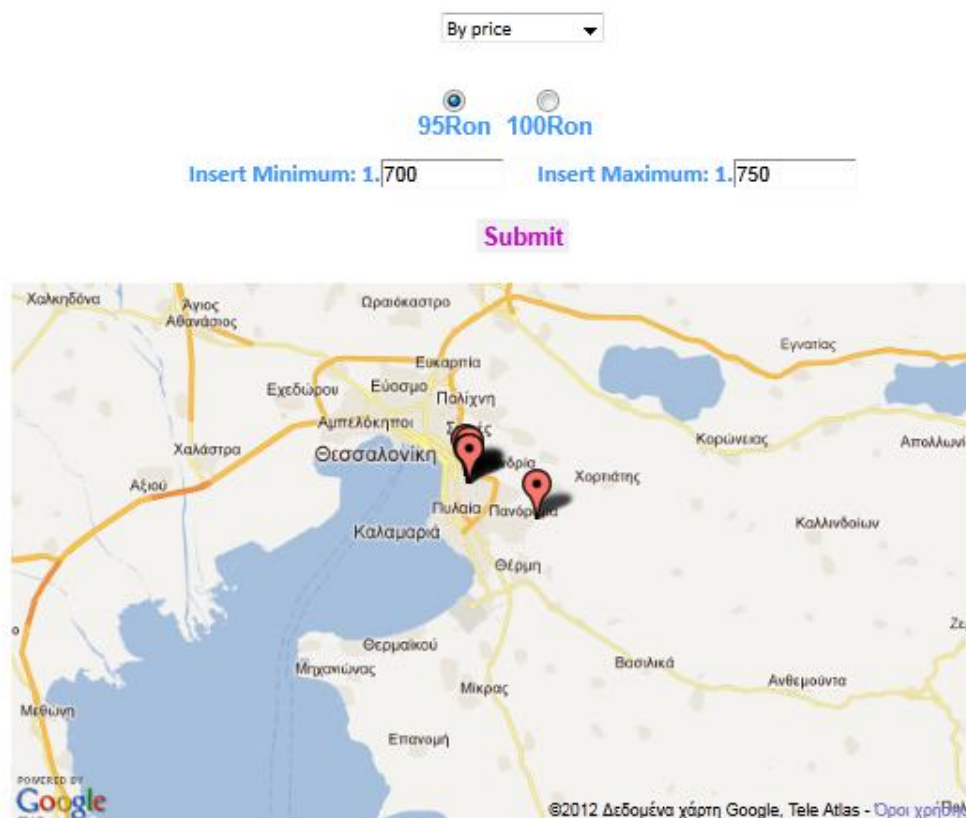 By price
95Ron 100Ron
Insert Minimum: 1.700 Insert Maximum: 1.750
Submit
Χαλκηδόνα
Άγιος
Αθανάσιος
Ωραιόκαστρο
Εγνατίας
Ευκαρπία
Εχεδώρου
Εύοσμο
Πολίχνη
Αμπελόκηποι
Κορώνειας
Απολλωνί
Χαλάστρα
Θεσσαλονίκη
Χορτιάτης
Αξιού
Πυλαία
Καλαμαριά
Καλλινδοίων
Θέρμη
Θερμαϊκού
Μηχανιώνας
Βασιλικά
Ανθεμούντα
Μίκρας
Μεθώνη
Επανομή
POWERED BY
Google
©2012 Δεδομένα χάρτη Google, Tele Atlas - Όροι χρήσης